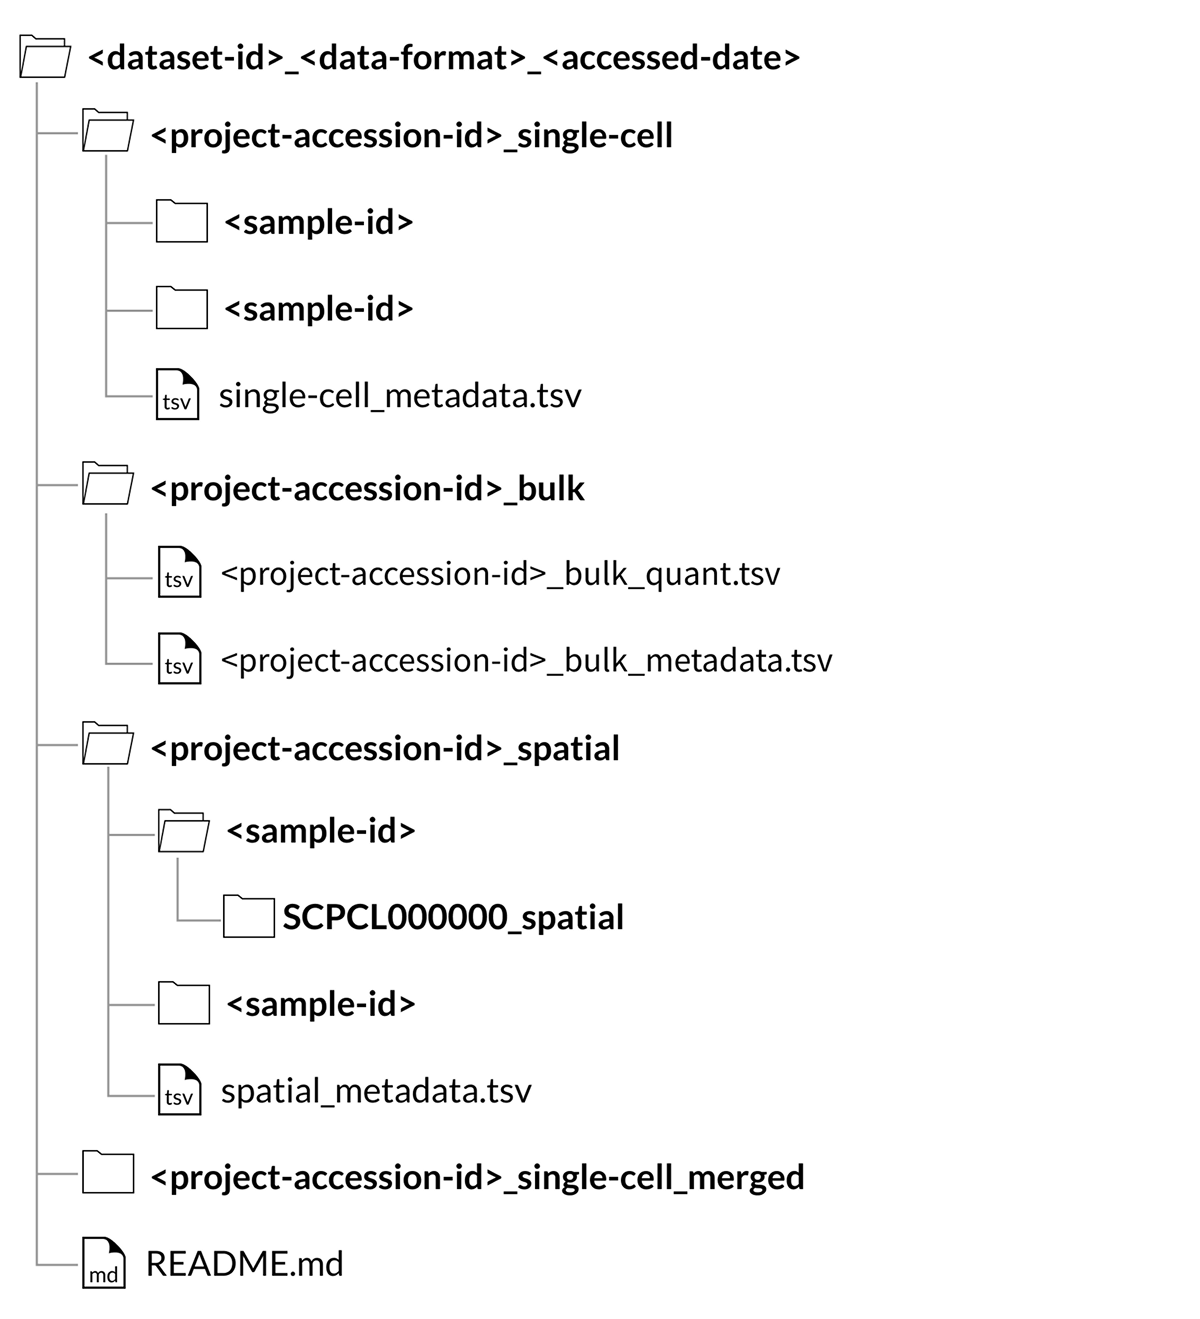 <dataset-id>_<data-format>_<accessed-date>
<project-accession-id>_single-cell
<sample-id>
<sample-id>
tsv single-cell_metadata.tsv
<project-accession-id>_bulk
tsv <project-accession-id>_bulk_quant.tsv
tsv <project-accession-id>_bulk_metadata.tsv
<project-accession-id>_spatial
<sample-id>
SCPCL000000_spatial
<sample-id>
tsv spatial_metadata.tsv
<project-accession-id>_single-cell_merged
md README.md